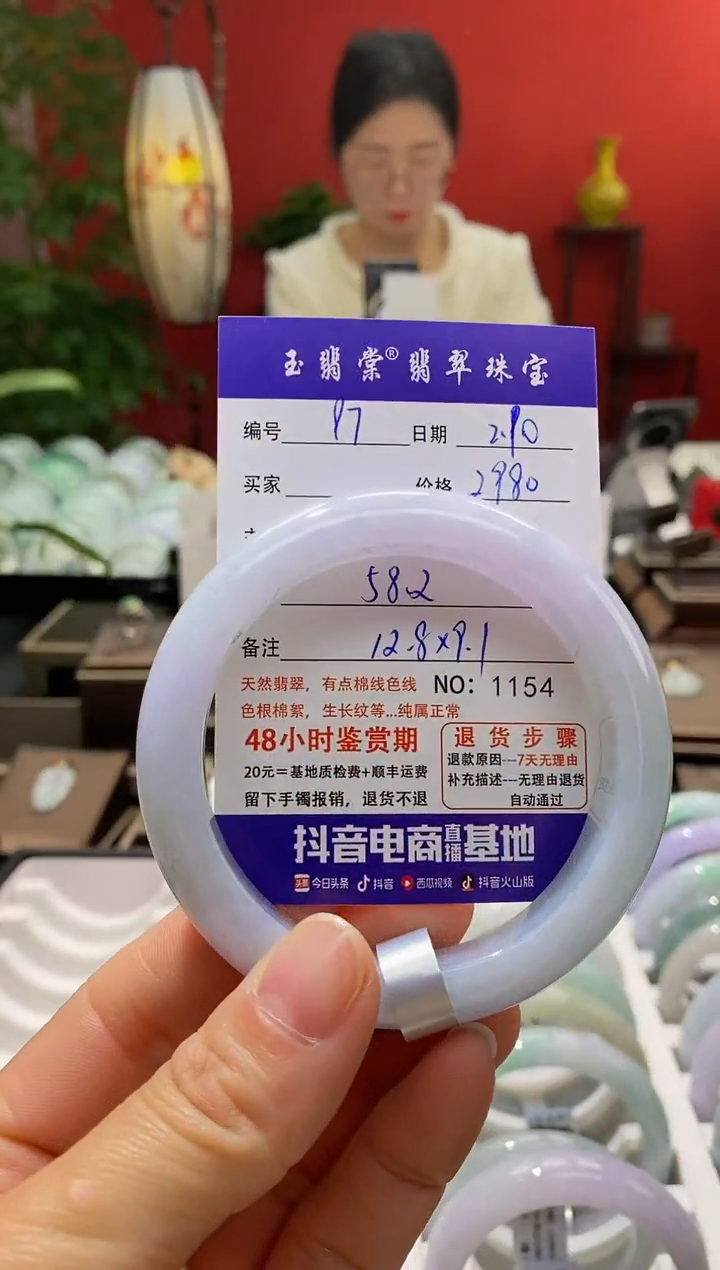 玉翡棠®翡翠珠宝
编号 97 日期 2.90
买家 价格 2980
58.2
备注 12.8×9.1
天然翡翠，有点棉线色线 NO：1154
色根棉絮，生长纹等...纯属正常
48小时鉴赏期
20元＝基地质检费+顺丰运费
留下手镯报销，退货不退
退货步骤
退款原因---7天无理由
补充描述---无理由退货
自动通过
抖音电商直播基地
头条 今日头条 抖音 西瓜视频 抖音火山版